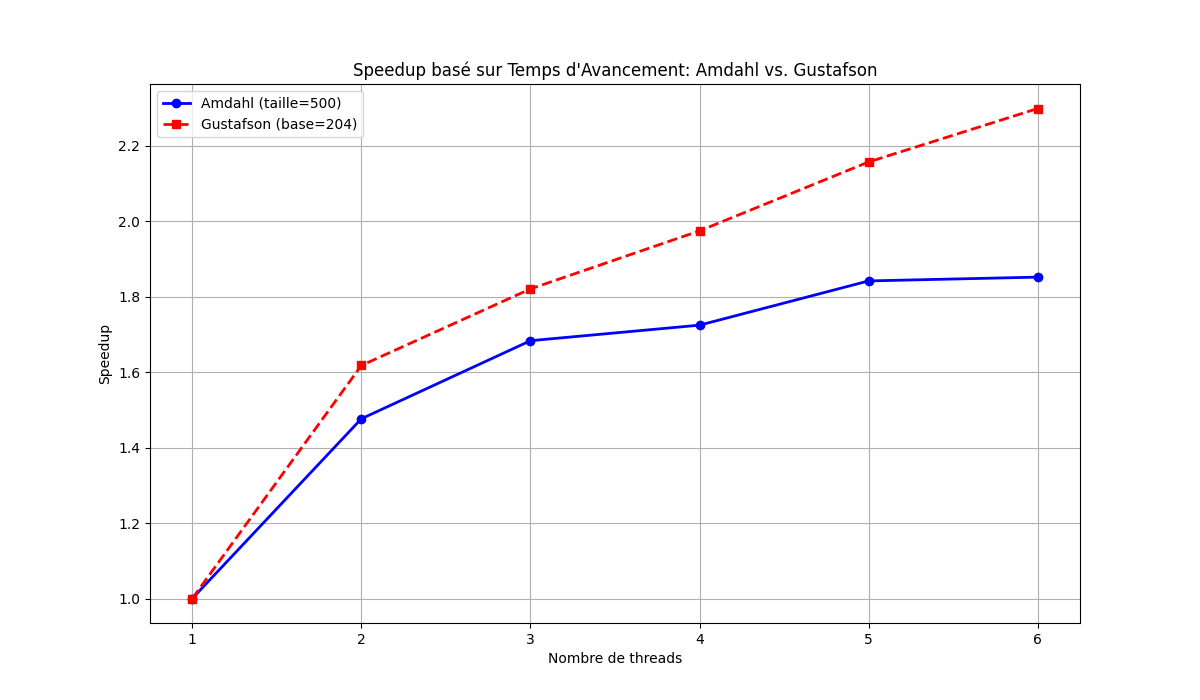 Speedup basé sur Temps d'Avancement: Amdahl vs. Gustafson
Amdahl (taille=500)
Gustafson (base=204)
2.2
2.0
1.8
1.6
1.4
1.2
1.0
Speedup
1 2 3 4 5 6
Nombre de threads